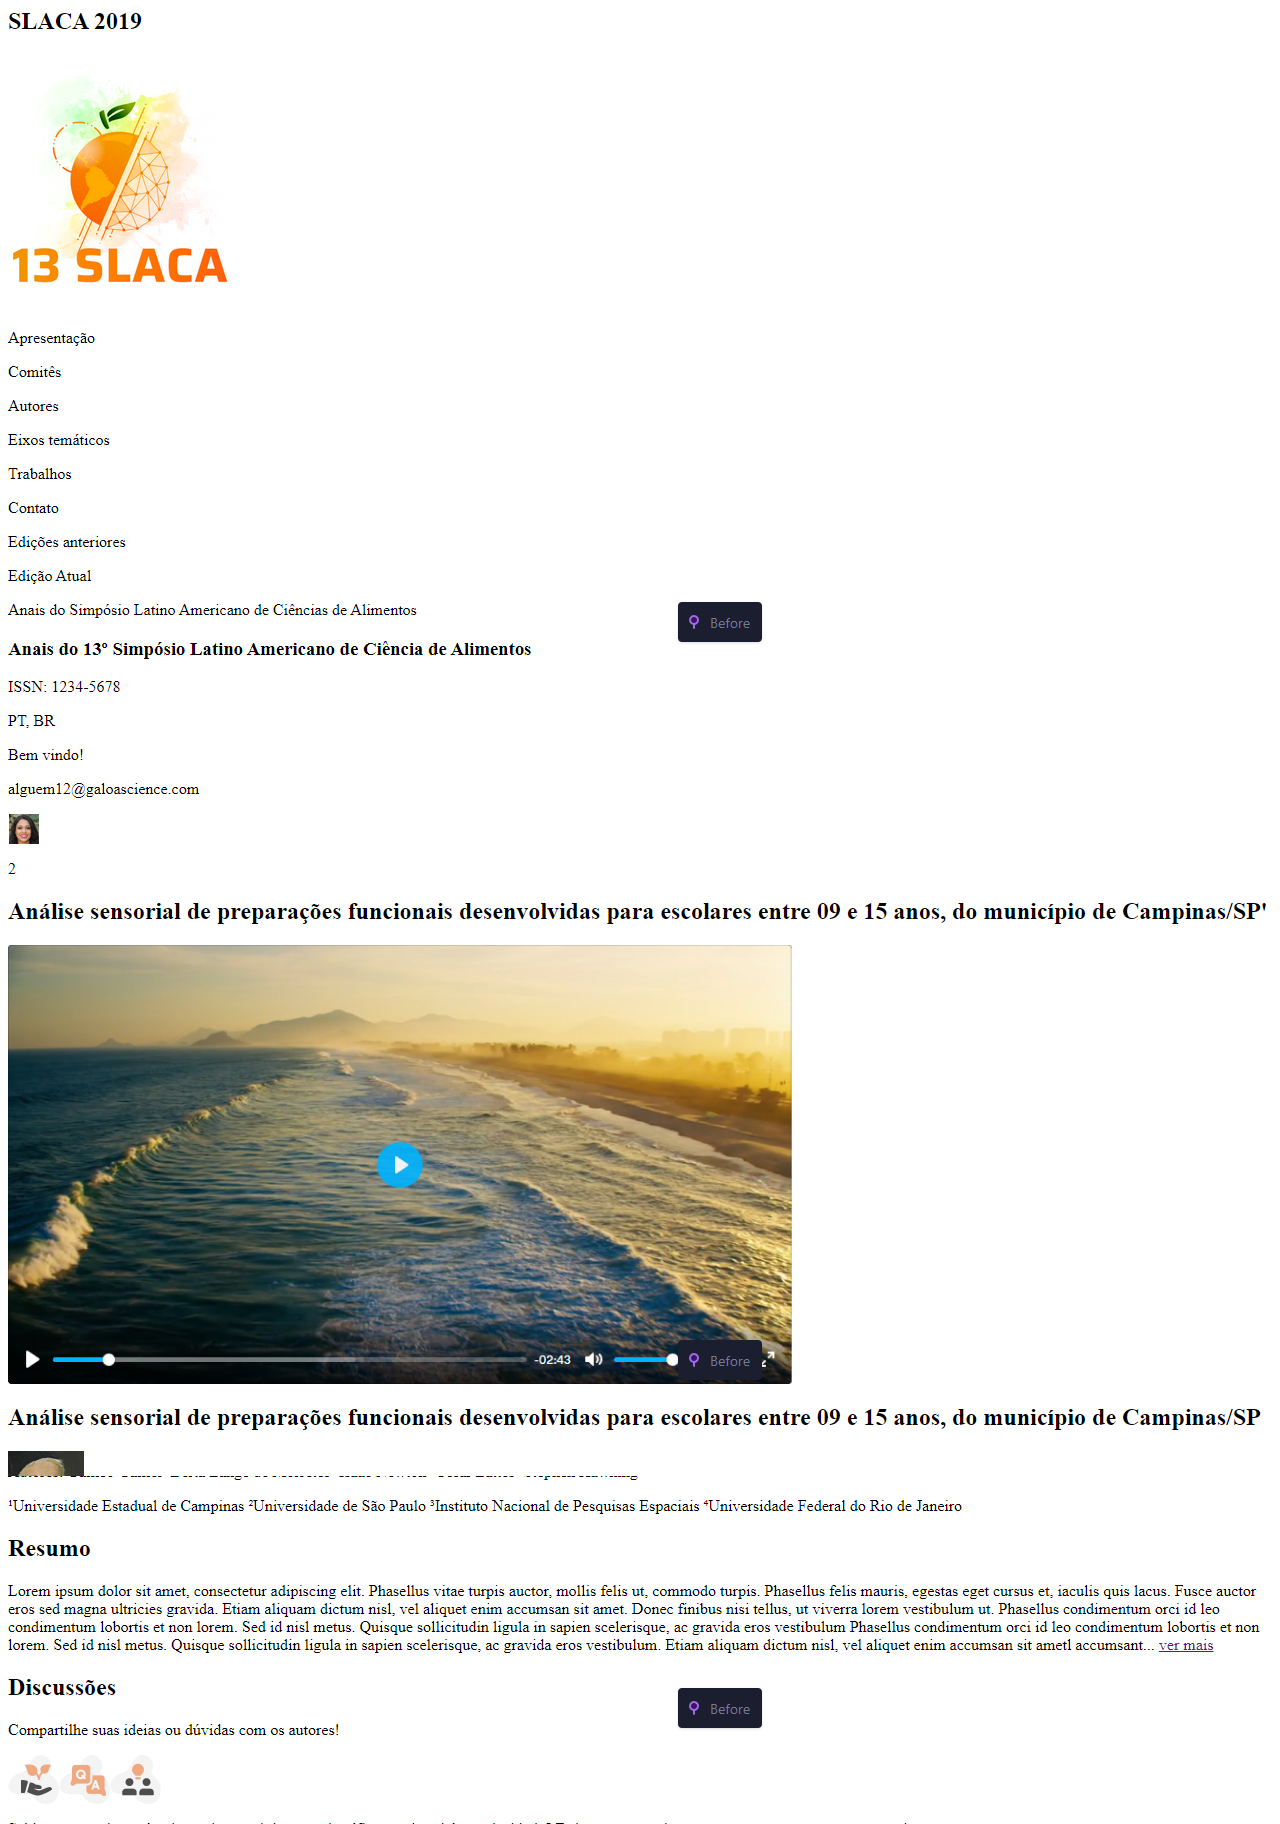 SLACA 2019
13 SLACA
Apresentação
Comitês
Autores
Eixos temáticos
Trabalhos
Contato
Edições anteriores
Edição Atual
Anais do Simpósio Latino Americano de Ciências de Alimentos
Before
Anais do 13º Simpósio Latino Americano de Ciência de Alimentos
ISSN: 1234-5678
PT, BR
Bem vindo!
alguem12@galoascience.com
2
Análise sensorial de preparações funcionais desenvolvidas para escolares entre 09 e 15 anos, do município de Campinas/SP'
-02:43
Before
Análise sensorial de preparações funcionais desenvolvidas para escolares entre 09 e 15 anos, do município de Campinas/SP
¹Universidade Estadual de Campinas ²Universidade de São Paulo ³Instituto Nacional de Pesquisas Espaciais ⁴Universidade Federal do Rio de Janeiro
Resumo
Lorem ipsum dolor sit amet, consectetur adipiscing elit. Phasellus vitae turpis auctor, mollis felis ut, commodo turpis. Phasellus felis mauris, egestas eget cursus et, iaculis quis lacus. Fusce auctor
eros sed magna ultricies gravida. Etiam aliquam dictum nisl, vel aliquet enim accumsan sit amet. Donec finibus nisi tellus, ut viverra lorem vestibulum ut. Phasellus condimentum orci id leo
condimentum lobortis et non lorem. Sed id nisl metus. Quisque sollicitudin ligula in sapien scelerisque, ac gravida eros vestibulum Phasellus condimentum orci id leo condimentum lobortis et non
lorem. Sed id nisl metus. Quisque sollicitudin ligula in sapien scelerisque, ac gravida eros vestibulum. Etiam aliquam dictum nisl, vel aliquet enim accumsan sit ametl accumsant... ver mais
Discussões
Before
Compartilhe suas ideias ou dúvidas com os autores!
Q A